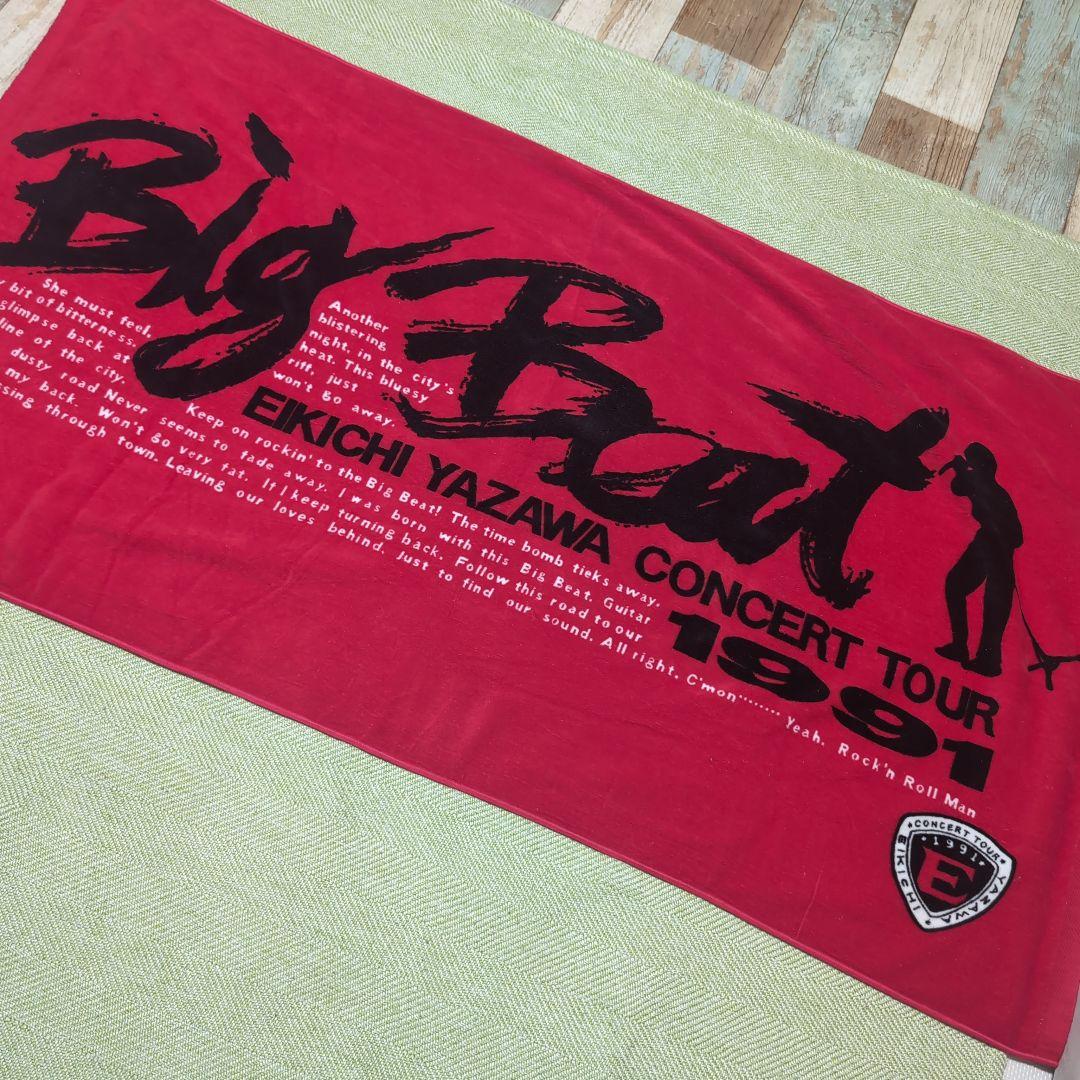 Big Beat
She must feel,
bit of bitterness.
glimpse back at
line of the city.
dusty road Never seems to fade away. I was born with this Big Beat. Guitar
my back. Won't go very fat. If I keep turning back. Follow this road to our
through town. Leaving our loves behind. Just to find our sound. All right, C'mon········ Yeah. Rock'n Roll Man
Another
blistering
night, in the city's
heat. This bluesy
riff, just
won't go away.
Keep on rockin' to the Big Beat! The time bomb tieks away.
EIKICHI YAZAWA CONCERT TOUR
1991
★CONCERT TOUR★
•1991•
E
EIKICHI YAZAWA